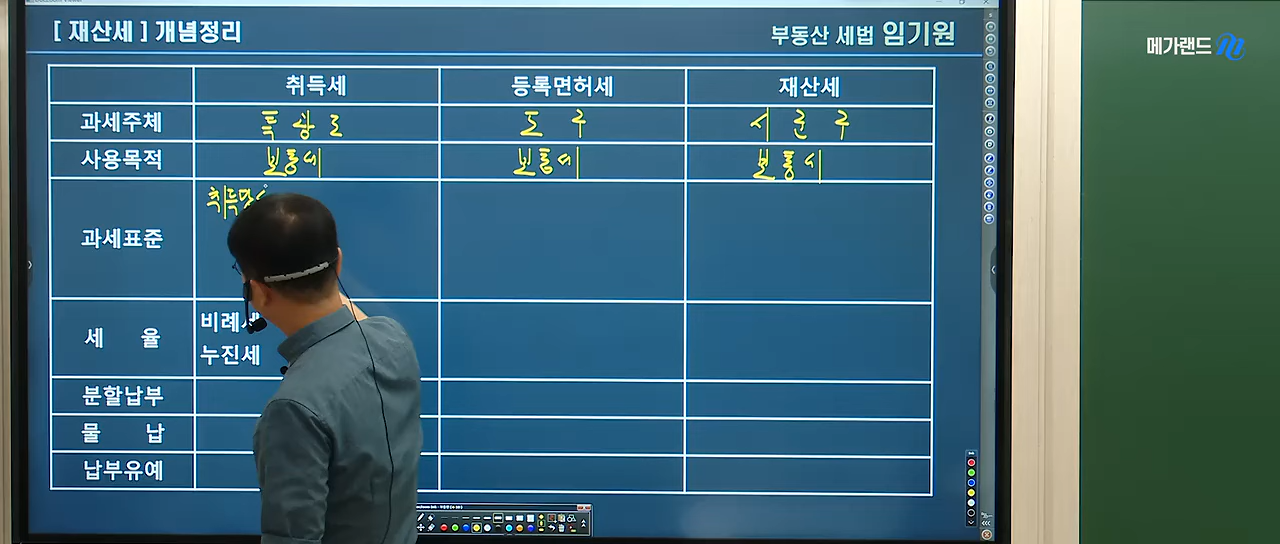 [ 재산세 ] 개념정리
부동산 세법 임기원
메가랜드
취득세 등록면허세 재산세
과세주체 특 광 도 도 구 시 군 구
사용목적 보통세 보통세 보통세
취득당시
과세표준
비례세
세 율
누진세
분할납부
물 납
납부유예